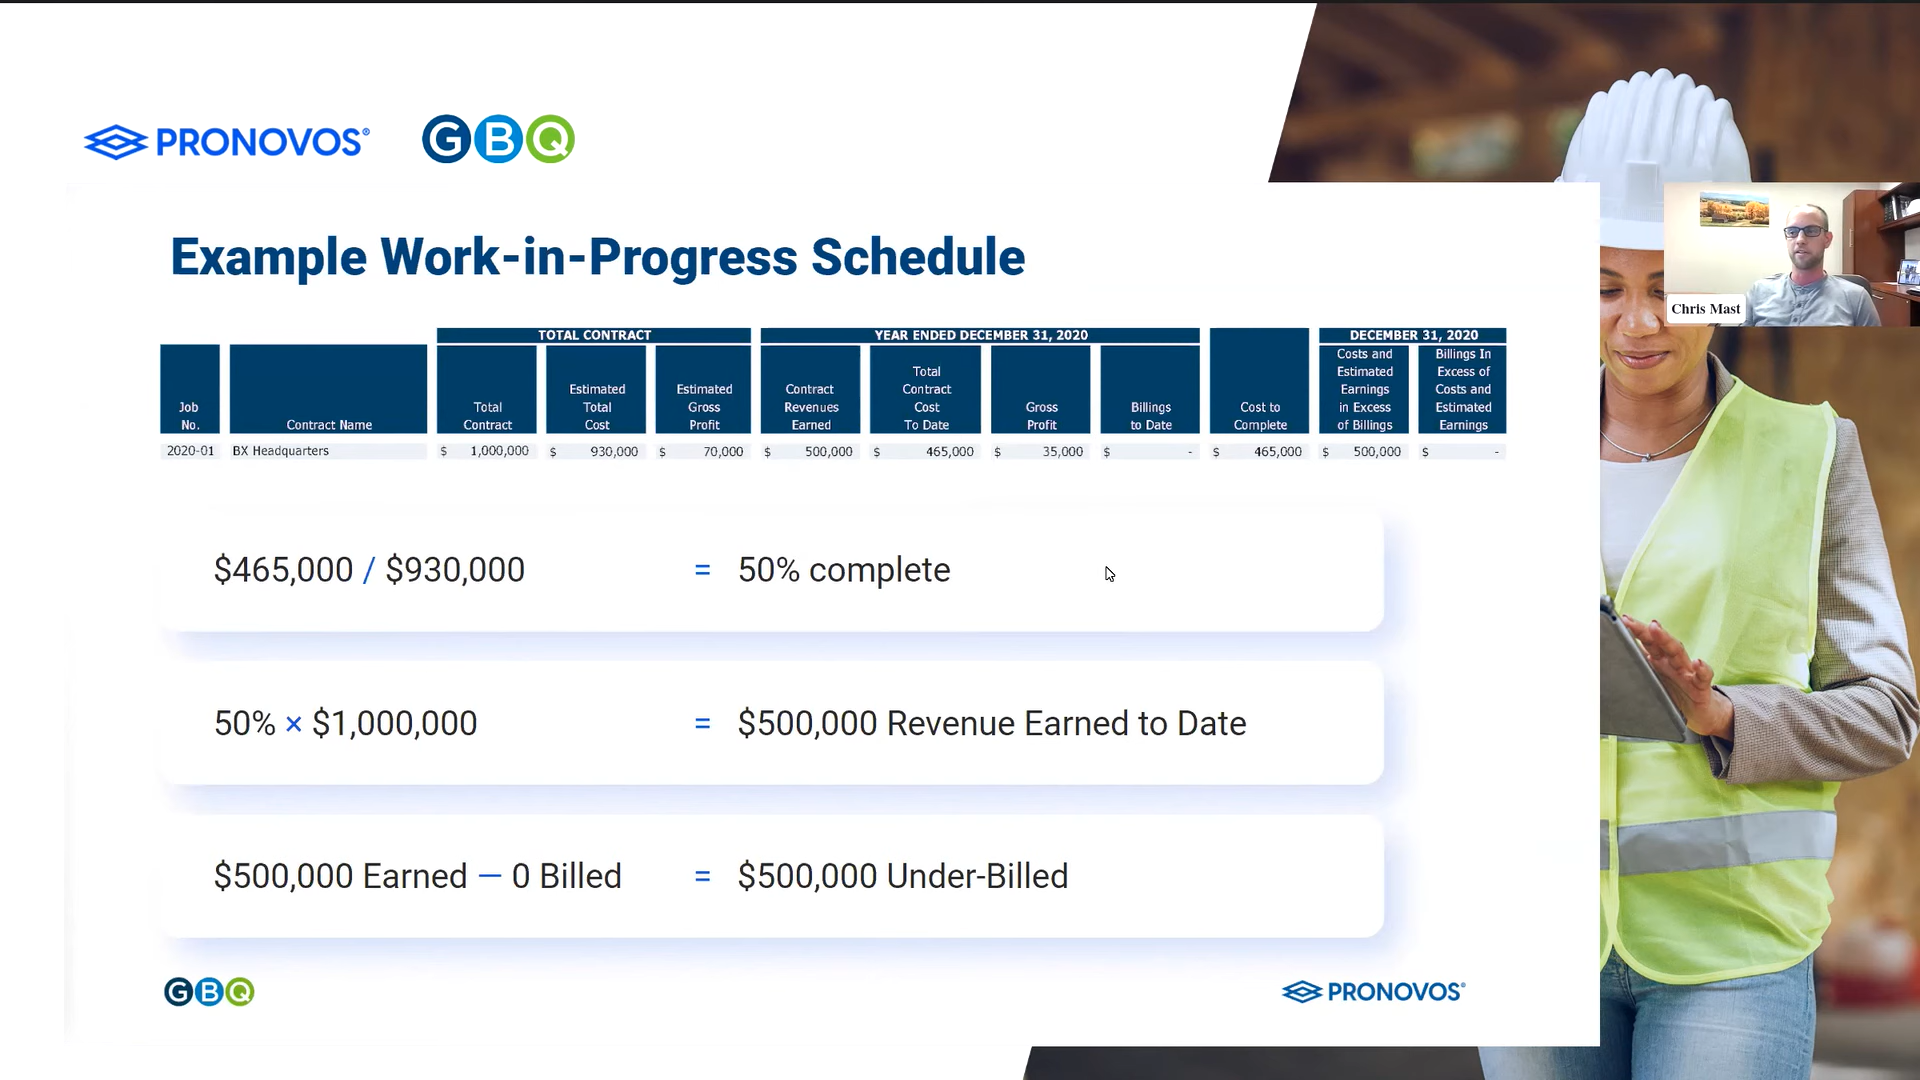 PRONOVOS®
GBQ
Chris Mast
Example Work-in-Progress Schedule
TOTAL CONTRACT
YEAR ENDED DECEMBER 31, 2020
DECEMBER 31, 2020
Job No.
Contract Name
Total Contract
Estimated Total Cost
Estimated Gross Profit
Contract Revenues Earned
Total Contract Cost To Date
Gross Profit
Billings to Date
Cost to Complete
Costs and Estimated Earnings in Excess of Billings
Billings In Excess of Costs and Estimated Earnings
2020-01 BX Headquarters $ 1,000,000 $ 930,000 $ 70,000 $ 500,000 $ 465,000 $ 35,000 $ - $ 465,000 $ 500,000 $ -
$465,000 / $930,000 = 50% complete
50% × $1,000,000 = $500,000 Revenue Earned to Date
$500,000 Earned — 0 Billed = $500,000 Under-Billed
GBQ
PRONOVOS®